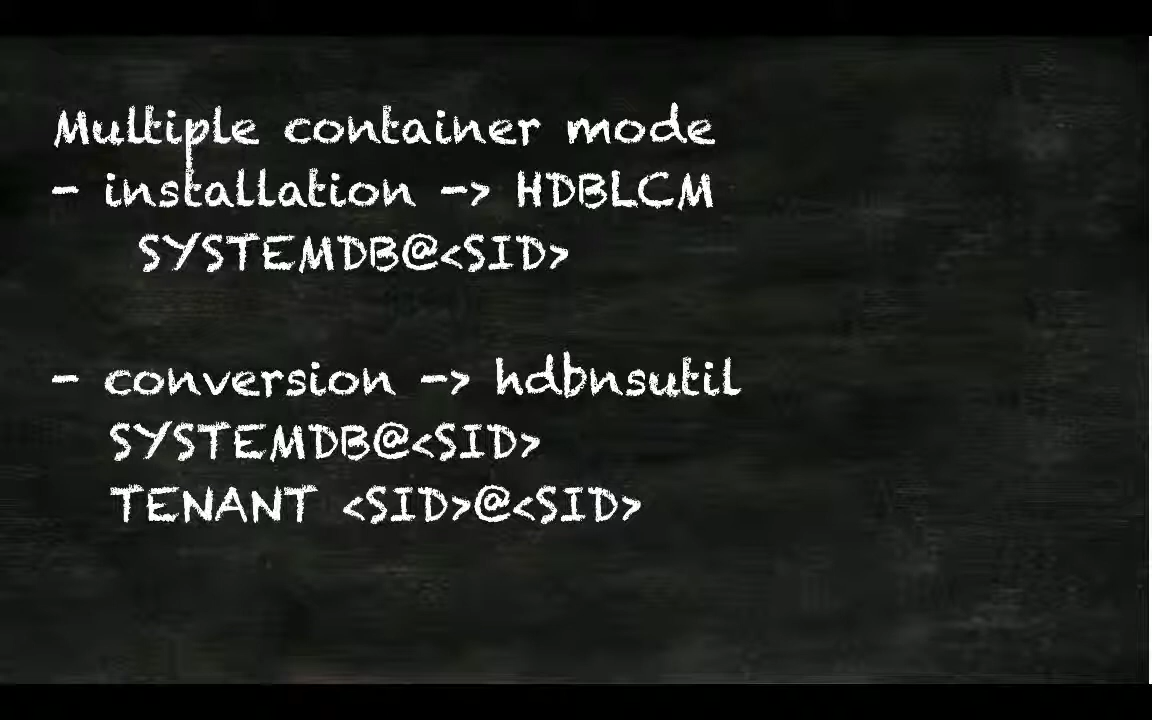 Multiple container mode
- installation -> HDBLCM
SYSTEMDB@<SID>
- conversion -> hdbnsutil
SYSTEMDB@<SID>
TENANT <SID>@<SID>